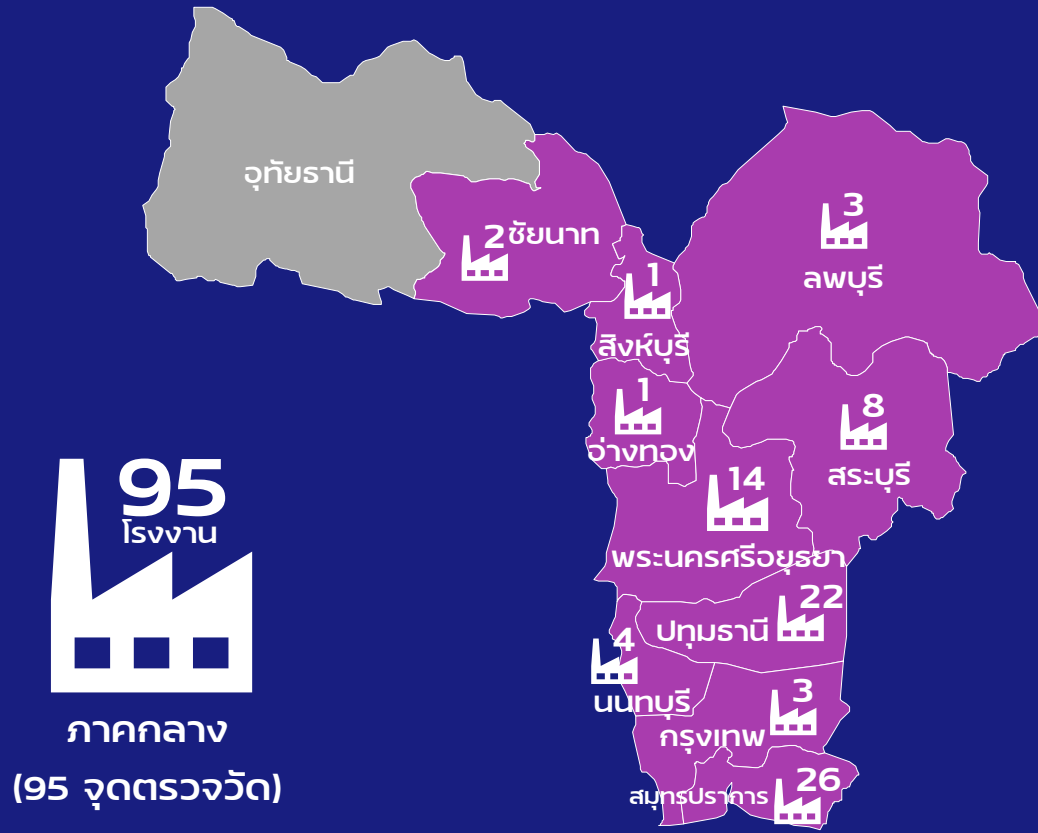 อุทัยธานี
2 ชัยนาท
3
ลพบุรี
1
สิงห์บุรี
1
อ่างทอง
8
สระบุรี
14
พระนครศรีอยุธยา
22
ปทุมธานี
4
นนทบุรี
3
กรุงเทพ
26
สมุทรปราการ
95
โรงงาน
ภาคกลาง
(95 จุดตรวจวัด)